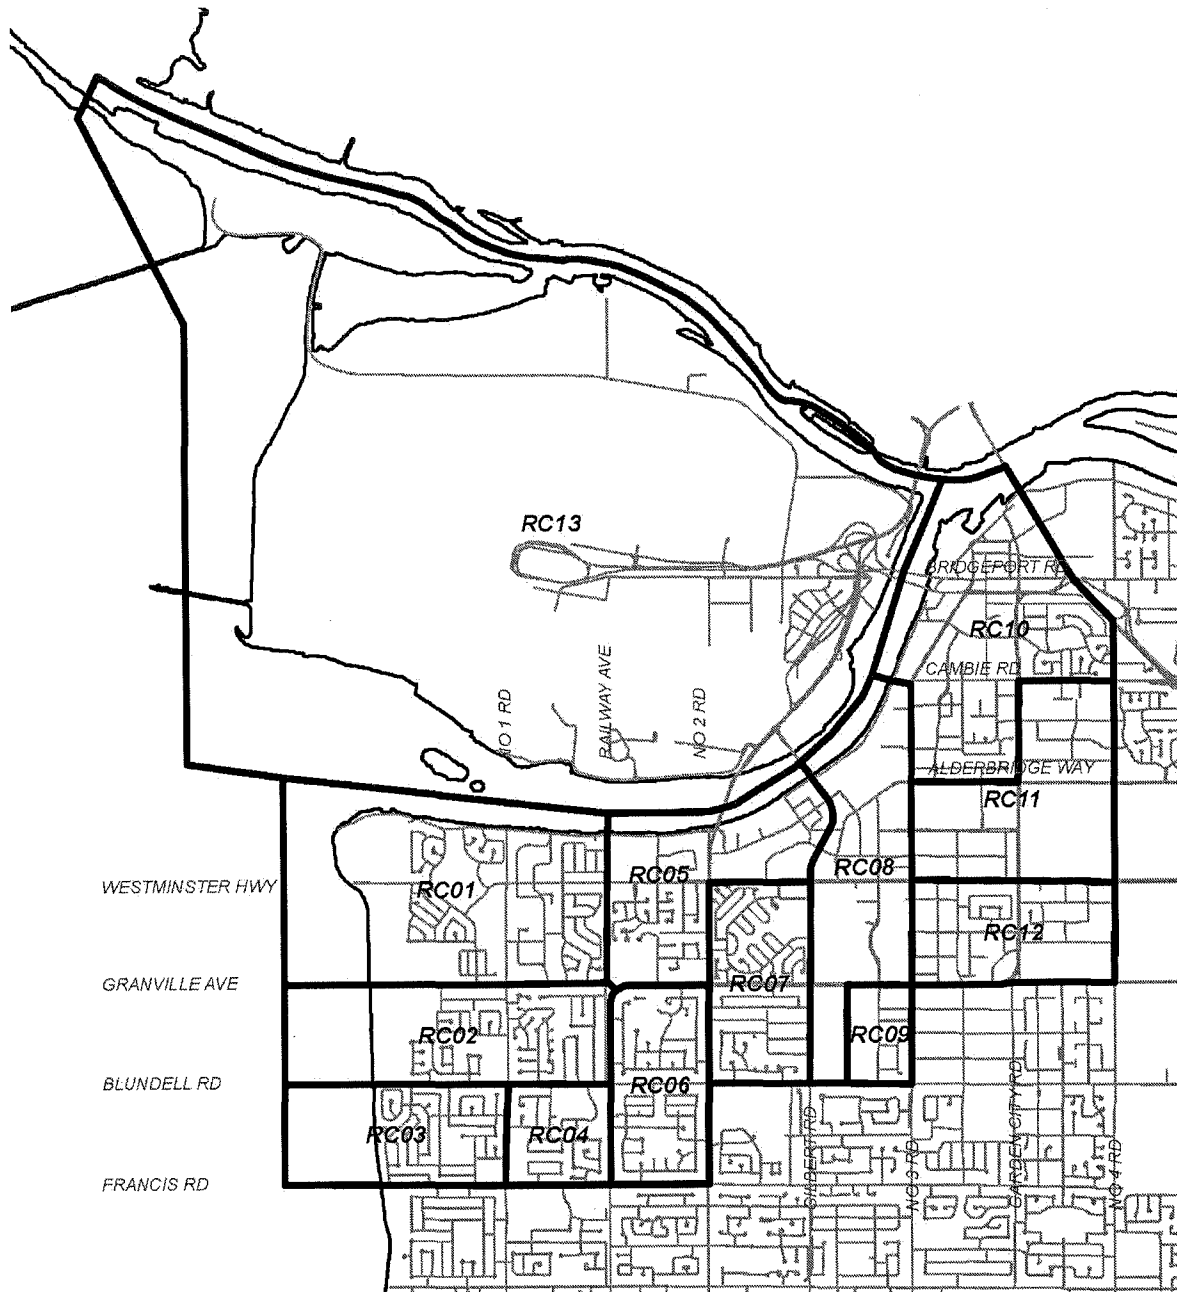 RC13
BRIDGEPORT RD
RC10
CAMBIE RD
NO 1 RD
RAILWAY AVE
NO 2 RD
ALDERBRIDGE WAY
RC11
RC08
RC05
WESTMINSTER HWY
RC01
RC12
GRANVILLE AVE
RC07
RC02
RC09
BLUNDELL RD
RC06
RC03
RC04
GILBERT RD
NO 3 RD
GARDEN CITY RD
NO 4 RD
FRANCIS RD